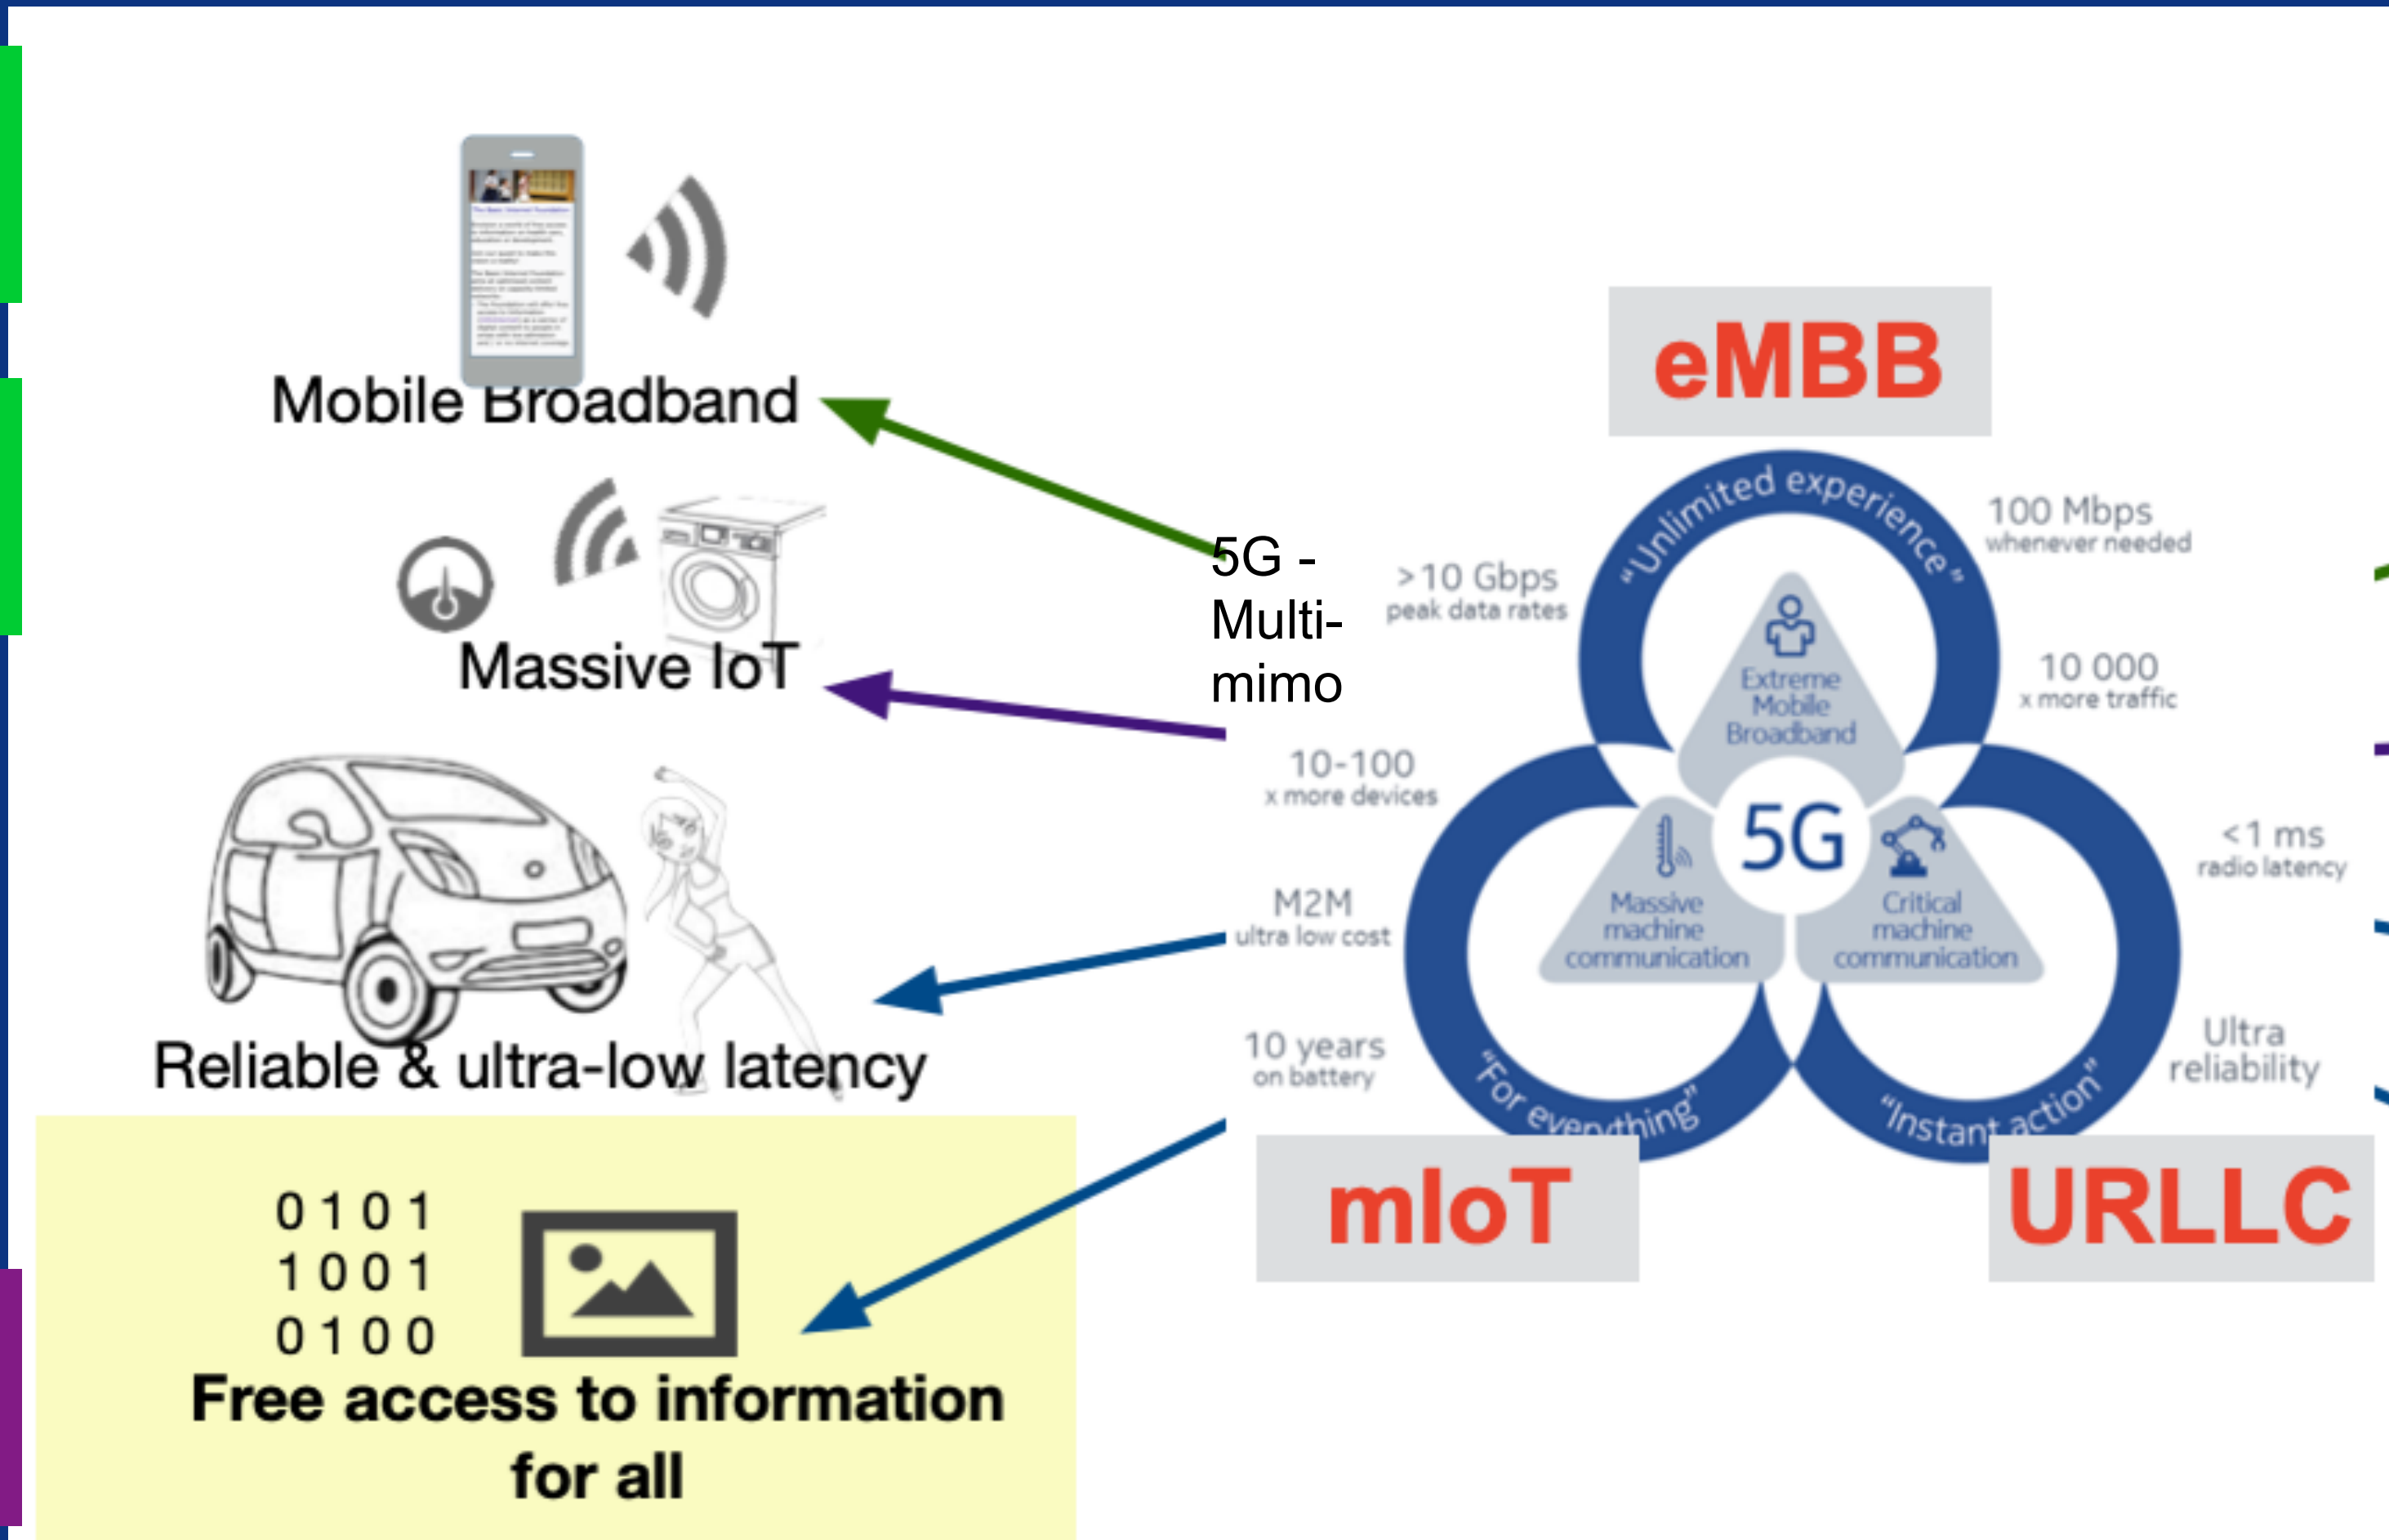 The Basic Internet Foundation
Mobile Broadband
Massive IoT
Reliable & ultra-low latency
0 1 0 1
1 0 0 1
0 1 0 0
Free access to information
for all
5G -
Multi-
mimo
eMBB
"Unlimited experience"
100 Mbps
whenever needed
>10 Gbps
peak data rates
10 000
x more traffic
Extreme
Mobile
Broadband
10-100
x more devices
5G
<1 ms
radio latency
M2M
ultra low cost
Massive
machine
communication
Critical
machine
communication
10 years
on battery
Ultra
reliability
"For everything"
"Instant action"
mIoT
URLLC